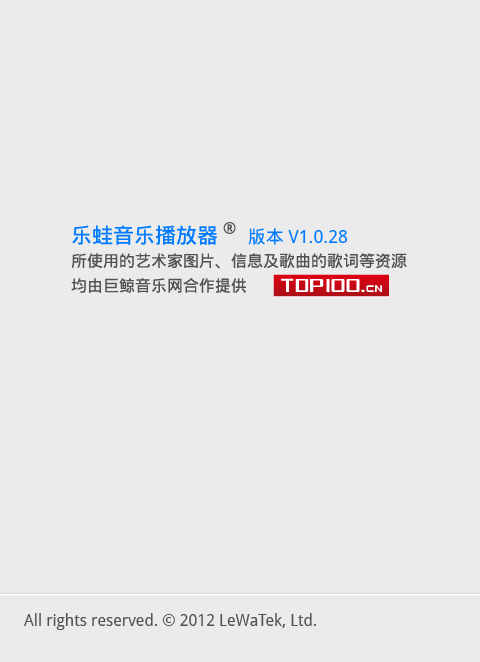 乐蛙音乐播放器 ® 版本 V1.0.28
所使用的艺术家图片、信息及歌曲的歌词等资源
均由巨鲸音乐网合作提供 TOP100.CN
All rights reserved. © 2012 LeWaTek, Ltd.